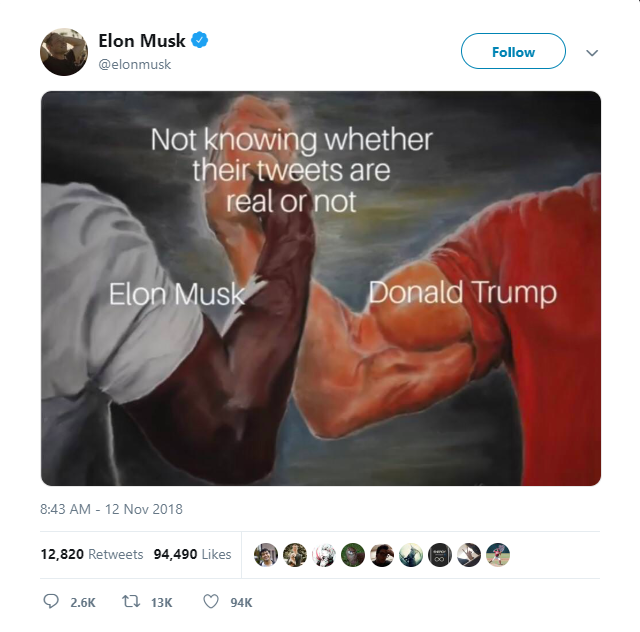 Elon Musk
@elonmusk
Follow
Not knowing whether
their tweets are
real or not
Elon Musk
Donald Trump
8:43 AM - 12 Nov 2018
12,820 Retweets 94,490 Likes
2.6K 13K 94K